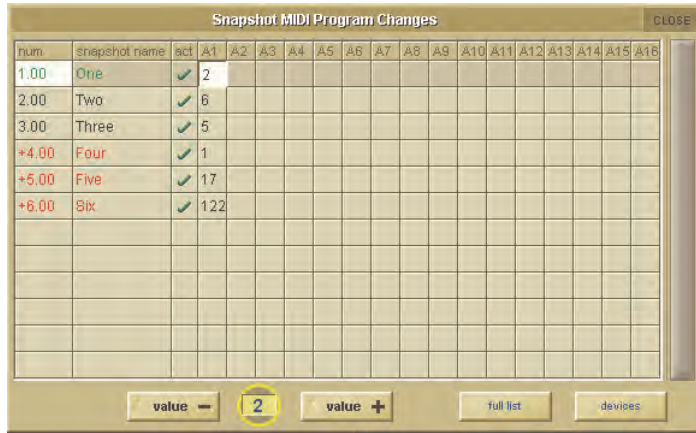 Snapshot MIDI Program Changes CLOSE
num snapshot name act A1 A2 A3 A4 A5 A6 A7 A8 A9 A10 A11 A12 A13 A14 A15 A16
1.00 One 2
2.00 Two 6
3.00 Three 5
+4.00 Four 1
+5.00 Five 17
+6.00 Six 122
value − 2 value + full list devices